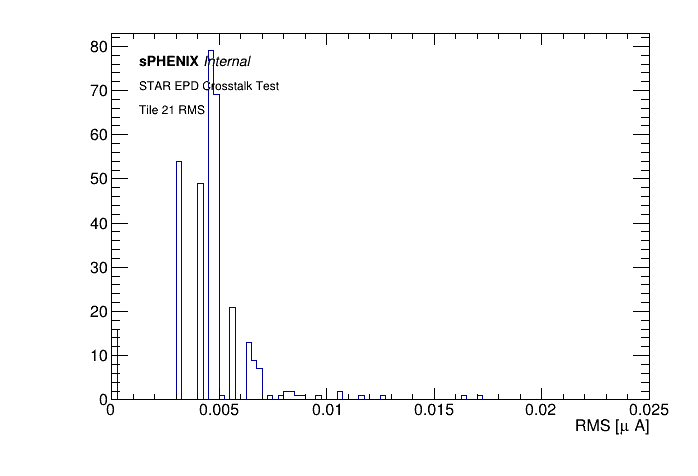 80
sPHENIX Internal
STAR EPD Crosstalk Test
70
Tile 21 RMS
60
50
40
30
20
10
0
0 0.005 0.01 0.015 0.02 0.025
RMS [μ A]